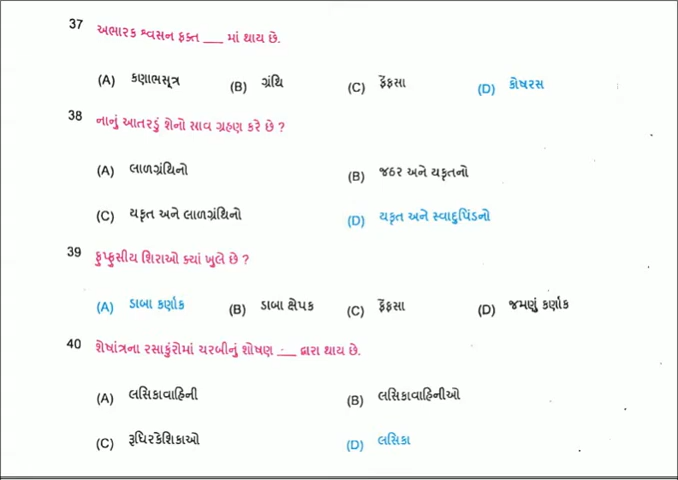 37 અભારક શ્વસન ફક્ત ___ માં થાય છે.
(A) કણાભસૂત્ર (B) ગ્રંથિ (C) ફેફસા (D) કોષરસ
38 નાનું આતરડું શેનો સાવ ગ્રહણ કરે છે ?
(A) લાળગ્રંથિનો (B) જઠર અને યકૃતનો
(C) યકૃત અને લાળગ્રંથિનો (D) યકૃત અને સ્વાદુપિંડનો
39 ફુપ્ફુસીય શિરાઓ ક્યાં ખુલે છે ?
(A) ડાબા કર્ણાક (B) ડાબા ક્ષેપક (C) ફેફસા (D) જમણું કર્ણાક
40 શેષાંત્રના રસાકુંરોમાં ચરબીનું શોષણ ___ દ્વારા થાય છે.
(A) લસિકાવાહિની (B) લસિકાવાહિનીઓ
(C) રૂધિરકેશિકાઓ (D) લસિકા